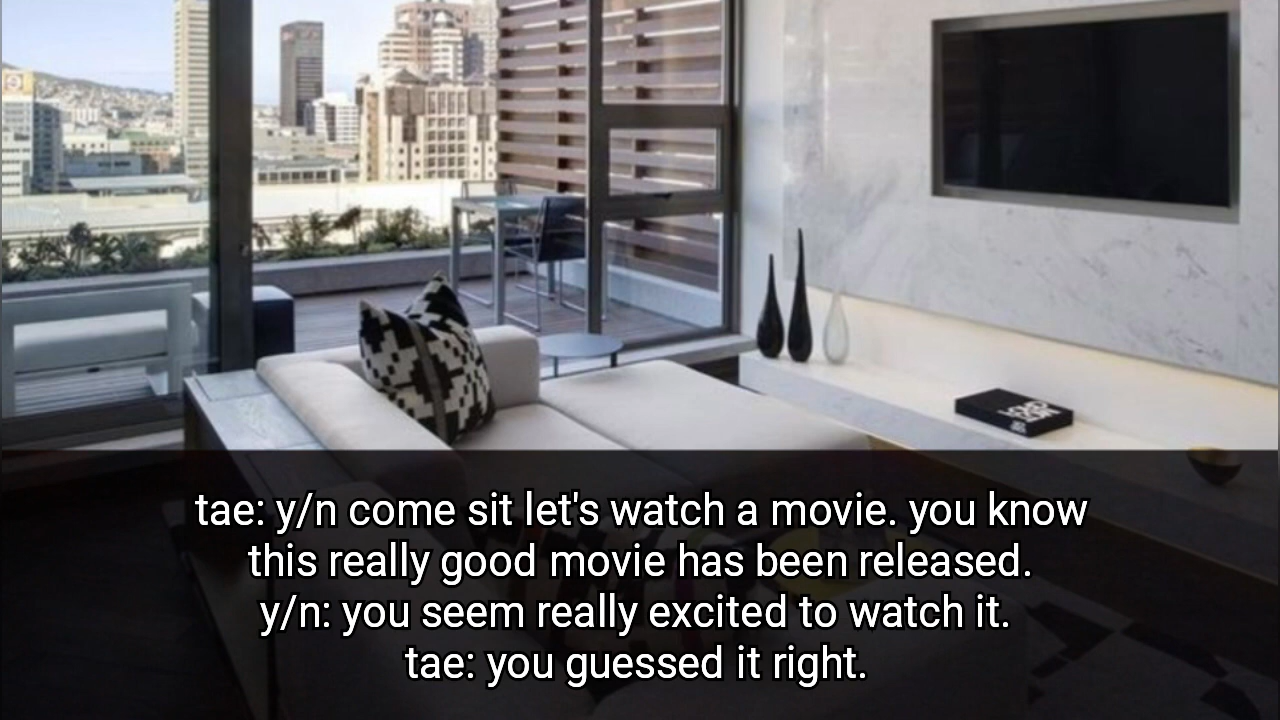 tae: y/n come sit let's watch a movie. you know
this really good movie has been released.
y/n: you seem really excited to watch it.
tae: you guessed it right.